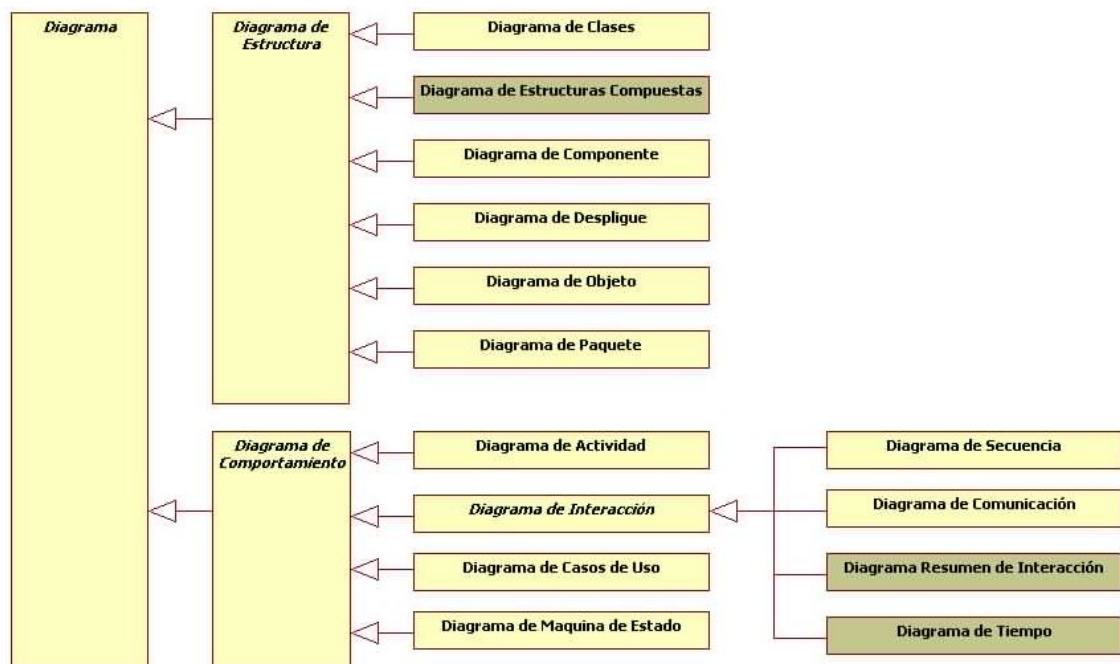 Diagrama
Diagrama de
Estructura
Diagrama de Clases
Diagrama de Estructuras Compuestas
Diagrama de Componente
Diagrama de Despligue
Diagrama de Objeto
Diagrama de Paquete
Diagrama de
Comportamiento
Diagrama de Actividad
Diagrama de Interacción
Diagrama de Casos de Uso
Diagrama de Maquina de Estado
Diagrama de Secuencia
Diagrama de Comunicación
Diagrama Resumen de Interacción
Diagrama de Tiempo